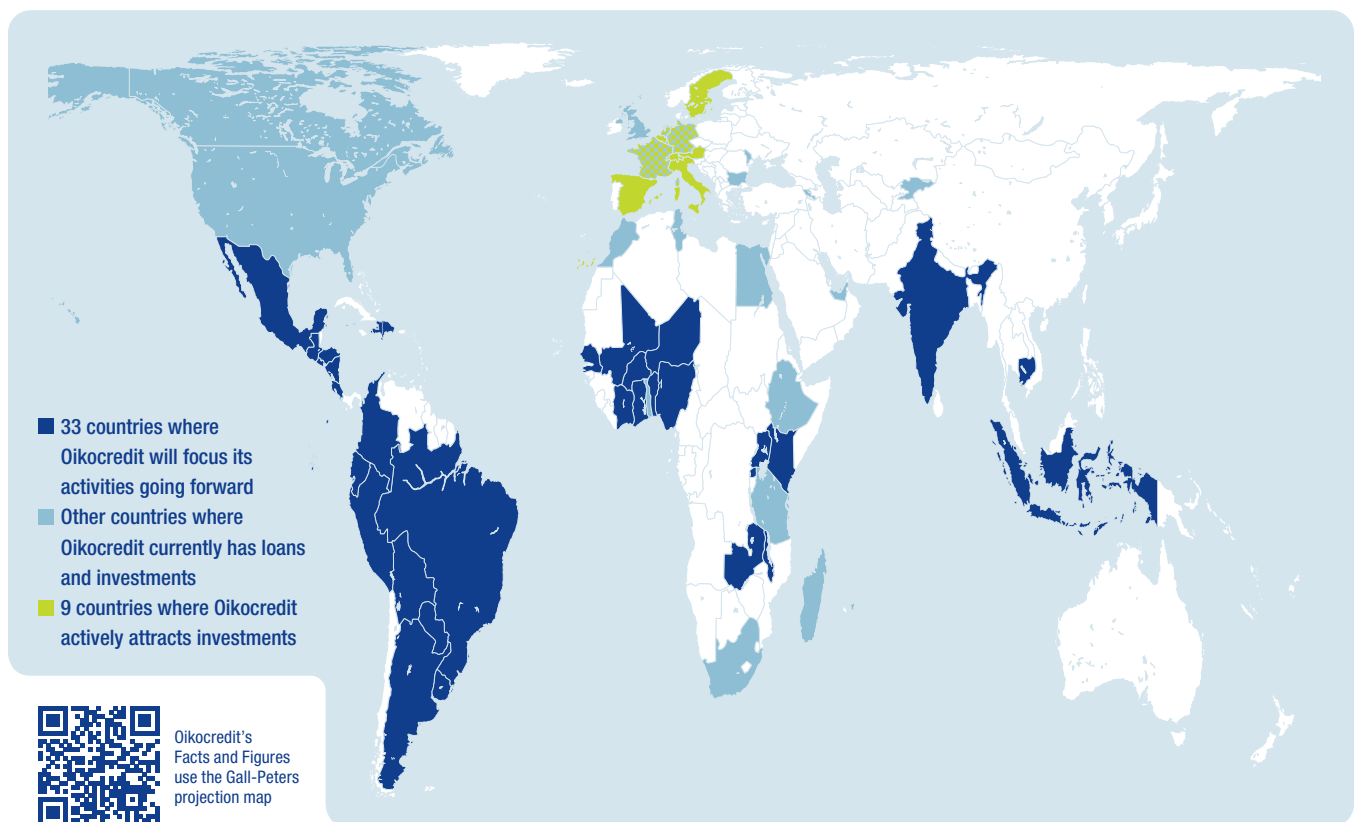 33 countries where
Oikocredit will focus its
activities going forward
Other countries where
Oikocredit currently has loans
and investments
9 countries where Oikocredit
actively attracts investments
Oikocredit's
Facts and Figures
use the Gall-Peters
projection map